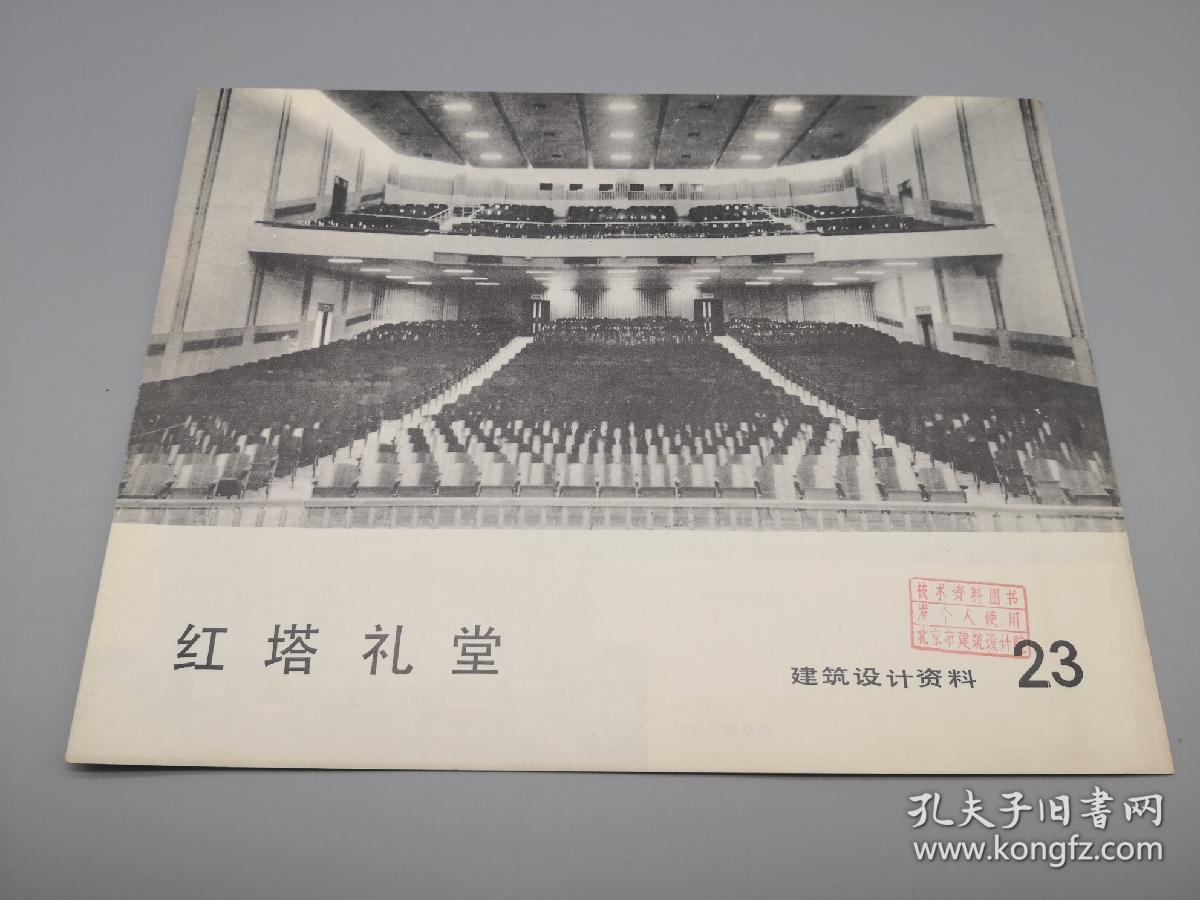 红塔礼堂
技术资料图书
发个人使用
北京市建筑设计院
建筑设计资料 23
孔夫子旧书网
www.kongfz.com